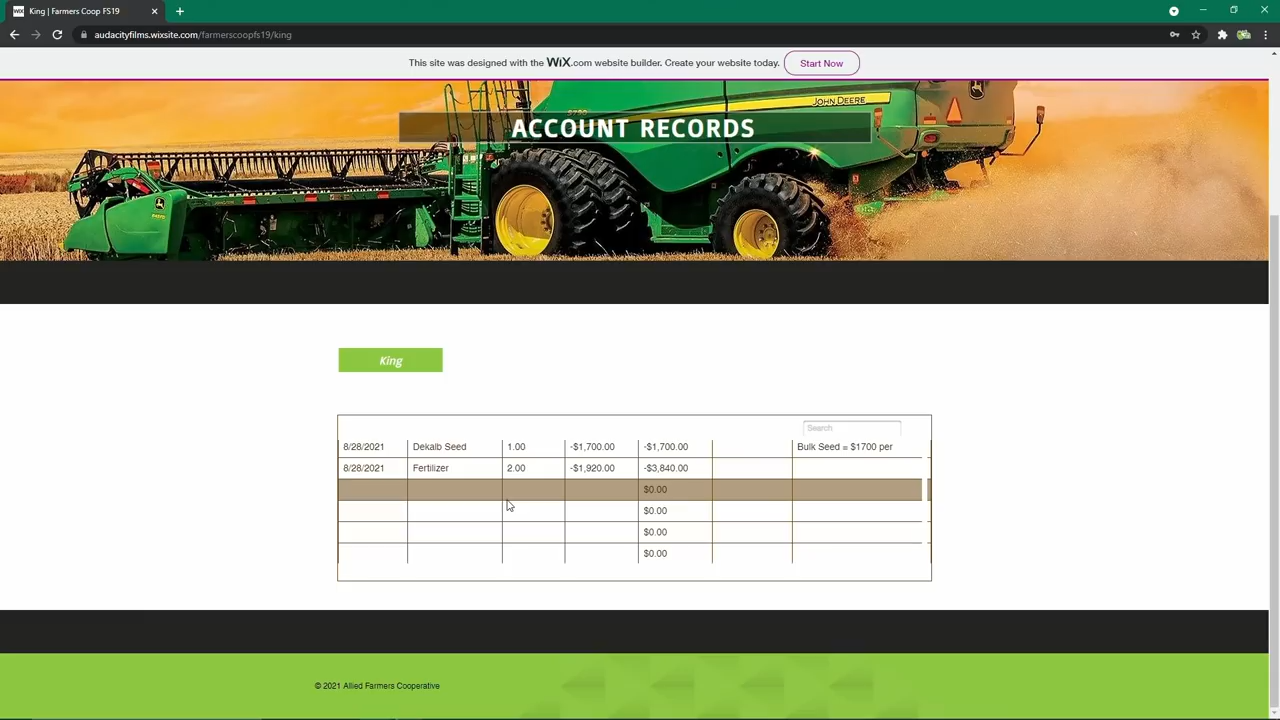 King | Farmers Coop FS19
audacityfilms.wixsite.com/farmerscoopfs19/king
This site was designed with the WiX.com website builder. Create your website today. Start Now
JOHN DEERE
ACCOUNT RECORDS
King
Search
8/28/2021 Dekalb Seed 1.00 -$1,700.00 -$1,700.00 Bulk Seed = $1700 per
8/28/2021 Fertilizer 2.00 -$1,920.00 -$3,840.00
$0.00
$0.00
$0.00
$0.00
© 2021 Allied Farmers Cooperative